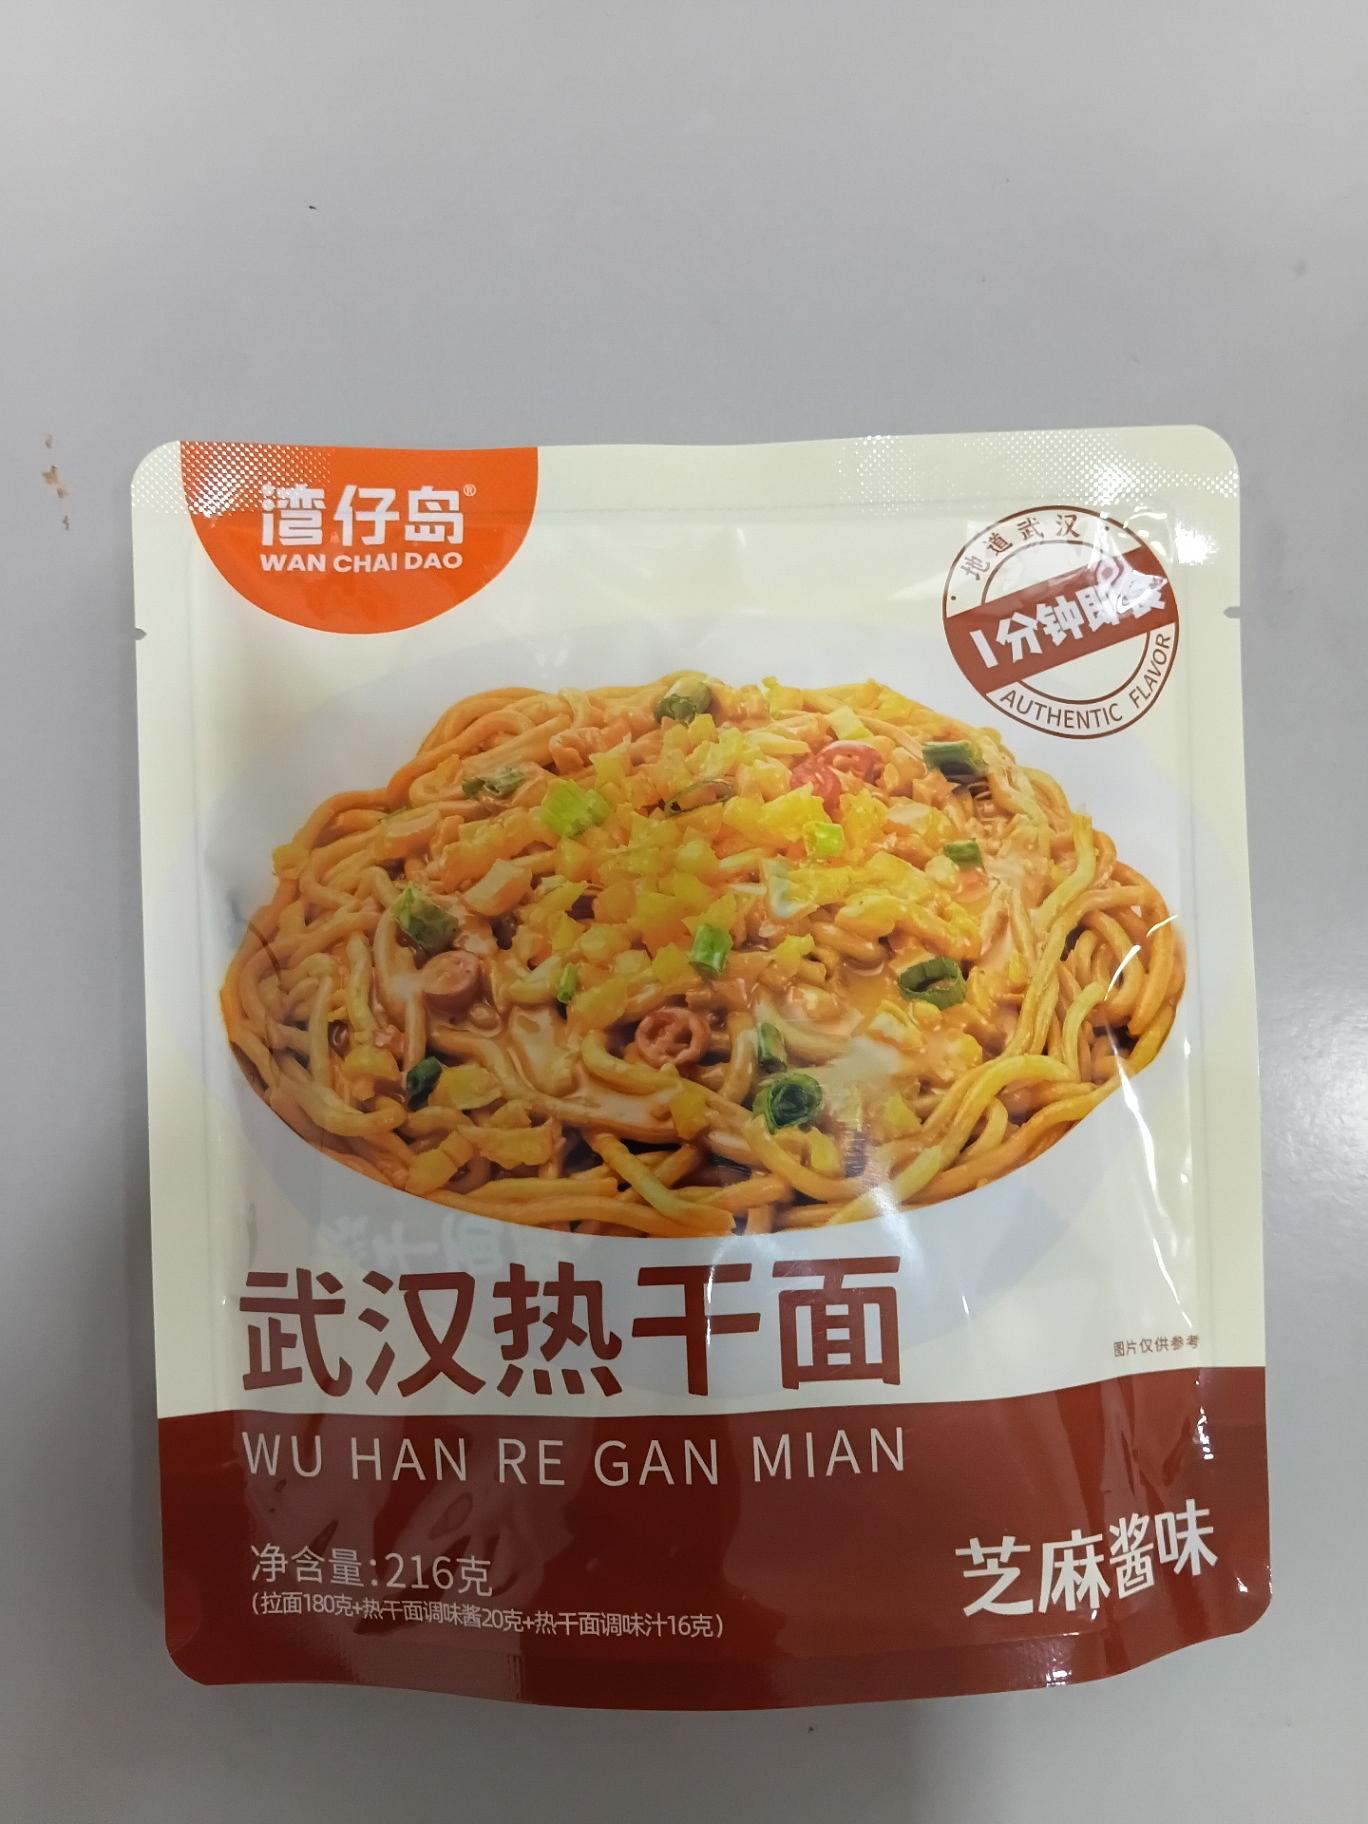 湾仔岛®
WAN CHAI DAO
·地道武汉
1分钟即食
AUTHENTIC FLAVOR
武汉热干面
图片仅供参考
WU HAN RE GAN MIAN
净含量:216克
芝麻酱味
(拉面180克+热干面调味酱20克+热干面调味汁16克)